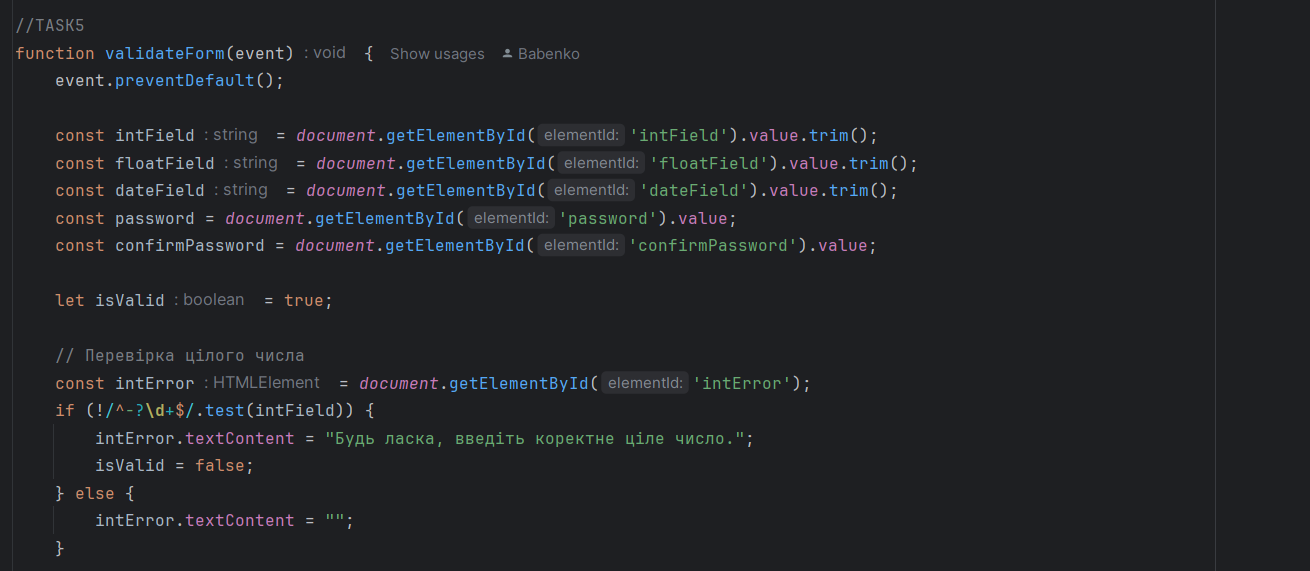 //TASK5
function validateForm(event) : void { Show usages Babenko
event.preventDefault();
const intField : string = document.getElementById( elementId: 'intField').value.trim();
const floatField : string = document.getElementById( elementId: 'floatField').value.trim();
const dateField : string = document.getElementById( elementId: 'dateField').value.trim();
const password = document.getElementById( elementId: 'password').value;
const confirmPassword = document.getElementById( elementId: 'confirmPassword').value;
let isValid : boolean = true;
// Перевірка цілого числа
const intError : HTMLElement = document.getElementById( elementId: 'intError');
if (!/^-?\d+$/.test(intField)) {
intError.textContent = "Будь ласка, введіть коректне ціле число.";
isValid = false;
} else {
intError.textContent = "";
}